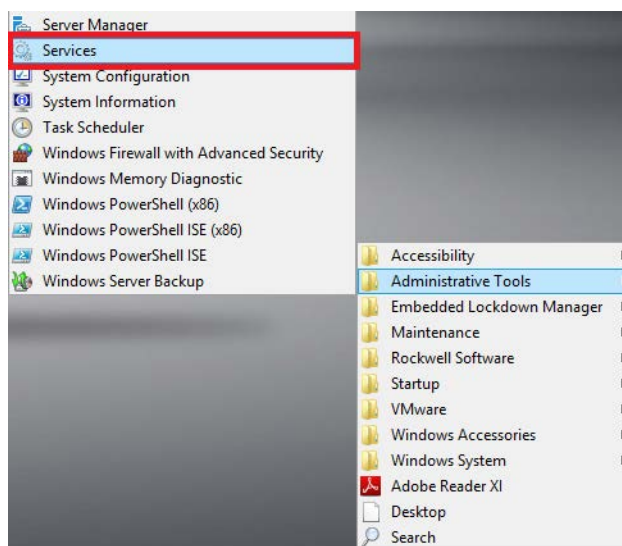 Server Manager
Services
System Configuration
System Information
Task Scheduler
Windows Firewall with Advanced Security
Windows Memory Diagnostic
Windows PowerShell (x86)
Windows PowerShell ISE (x86)
Windows PowerShell ISE
Windows Server Backup
Accessibility
Administrative Tools
Embedded Lockdown Manager
Maintenance
Rockwell Software
Startup
VMware
Windows Accessories
Windows System
Adobe Reader XI
Desktop
Search